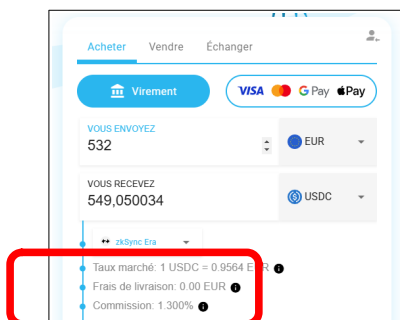 Acheter Vendre Échanger
Virement VISA G Pay Pay
VOUS ENVOYEZ
532 EUR
VOUS RECEVEZ
549,050034 USDC
zkSync Era
Taux marché: 1 USDC = 0.9564 EUR
Frais de livraison: 0.00 EUR
Commission: 1.300%